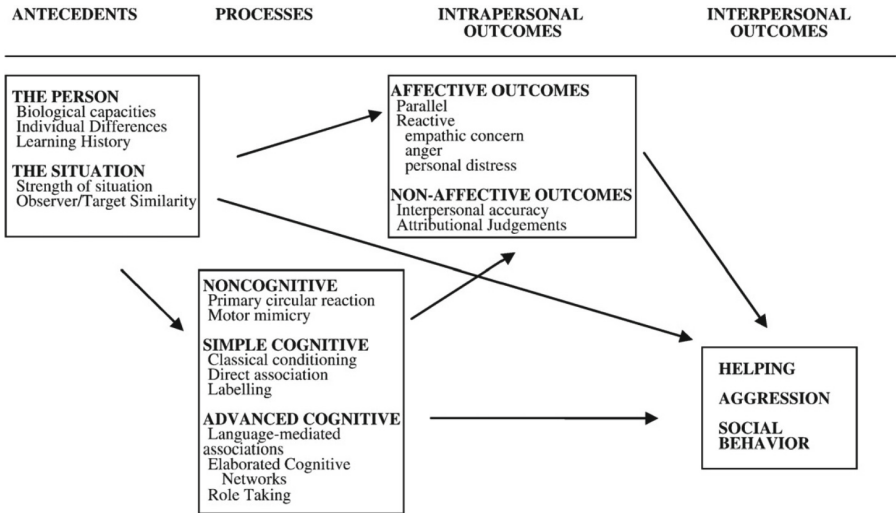 ANTECEDENTS
PROCESSES
INTRAPERSONAL
OUTCOMES
INTERPERSONAL
OUTCOMES
THE PERSON
Biological capacities
Individual Differences
Learning History
THE SITUATION
Strength of situation
Observer/Target Similarity
NONCOGNITIVE
Primary circular reaction
Motor mimicry
SIMPLE COGNITIVE
Classical conditioning
Direct association
Labelling
ADVANCED COGNITIVE
Language-mediated
associations
Elaborated Cognitive
Networks
Role Taking
AFFECTIVE OUTCOMES
Parallel
Reactive
empathic concern
anger
personal distress
NON-AFFECTIVE OUTCOMES
Interpersonal accuracy
Attributional Judgements
HELPING
AGGRESSION
SOCIAL
BEHAVIOR